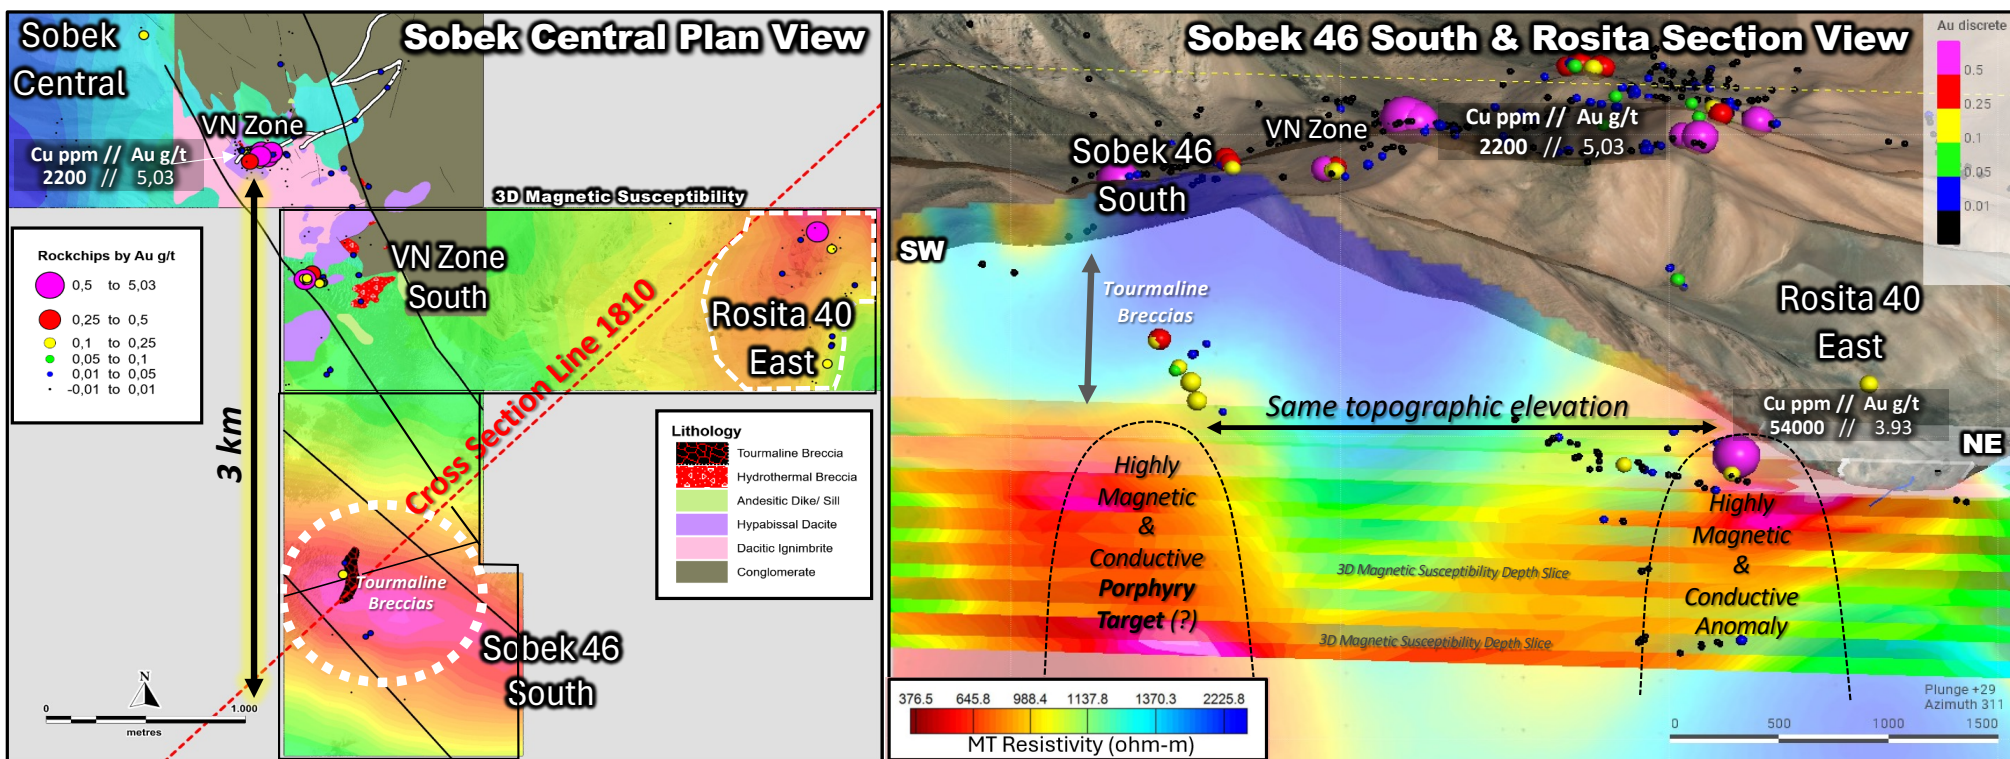 Sobek Central Plan View
Sobek
Central
VN Zone
Cu ppm // Au g/t
2200 // 5,03
3D Magnetic Susceptibility
Rockchips by Au g/t
0,5 to 5,03
0,25 to 0,5
0,1 to 0,25
0,05 to 0,1
0,01 to 0,05
-0,01 to 0,01
VN Zone
South
Rosita 40
East
Cross Section Line 1810
3 km
Lithology
Tourmaline Breccia
Hydrothermal Breccia
Andesitic Dike/ Sill
Hypabissal Dacite
Dacitic Ignimbrite
Conglomerate
Tourmaline
Breccias
Sobek 46
South
N
0 1.000
metres
Sobek 46 South & Rosita Section View
Au discrete
0.5
0.25
0.1
0.05
0.01
VN Zone
Cu ppm // Au g/t
2200 // 5,03
Sobek 46
South
SW
Tourmaline
Breccias
Rosita 40
East
Same topographic elevation
Cu ppm // Au g/t
54000 // 3.93
NE
Highly
Magnetic
&
Conductive
Porphyry
Target (?)
Highly
Magnetic
&
Conductive
Anomaly
3D Magnetic Susceptibility Depth Slice
3D Magnetic Susceptibility Depth Slice
376.5 645.8 988.4 1137.8 1370.3 2225.8
MT Resistivity (ohm-m)
Plunge +29
Azimuth 311
0 500 1000 1500